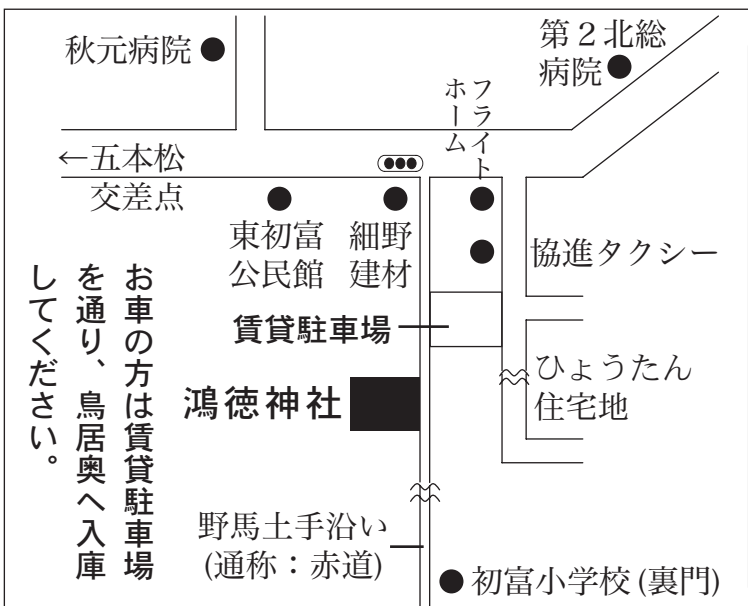 秋元病院
第２北総
病院
フライト
ホーム
←五本松
交差点
東初富
公民館
細野
建材
協進タクシー
賃貸駐車場
お車の方は賃貸駐車場
を通り、鳥居奥へ入庫
してください。
鴻徳神社
ひょうたん
住宅地
野馬土手沿い
(通称：赤道)
初富小学校(裏門)